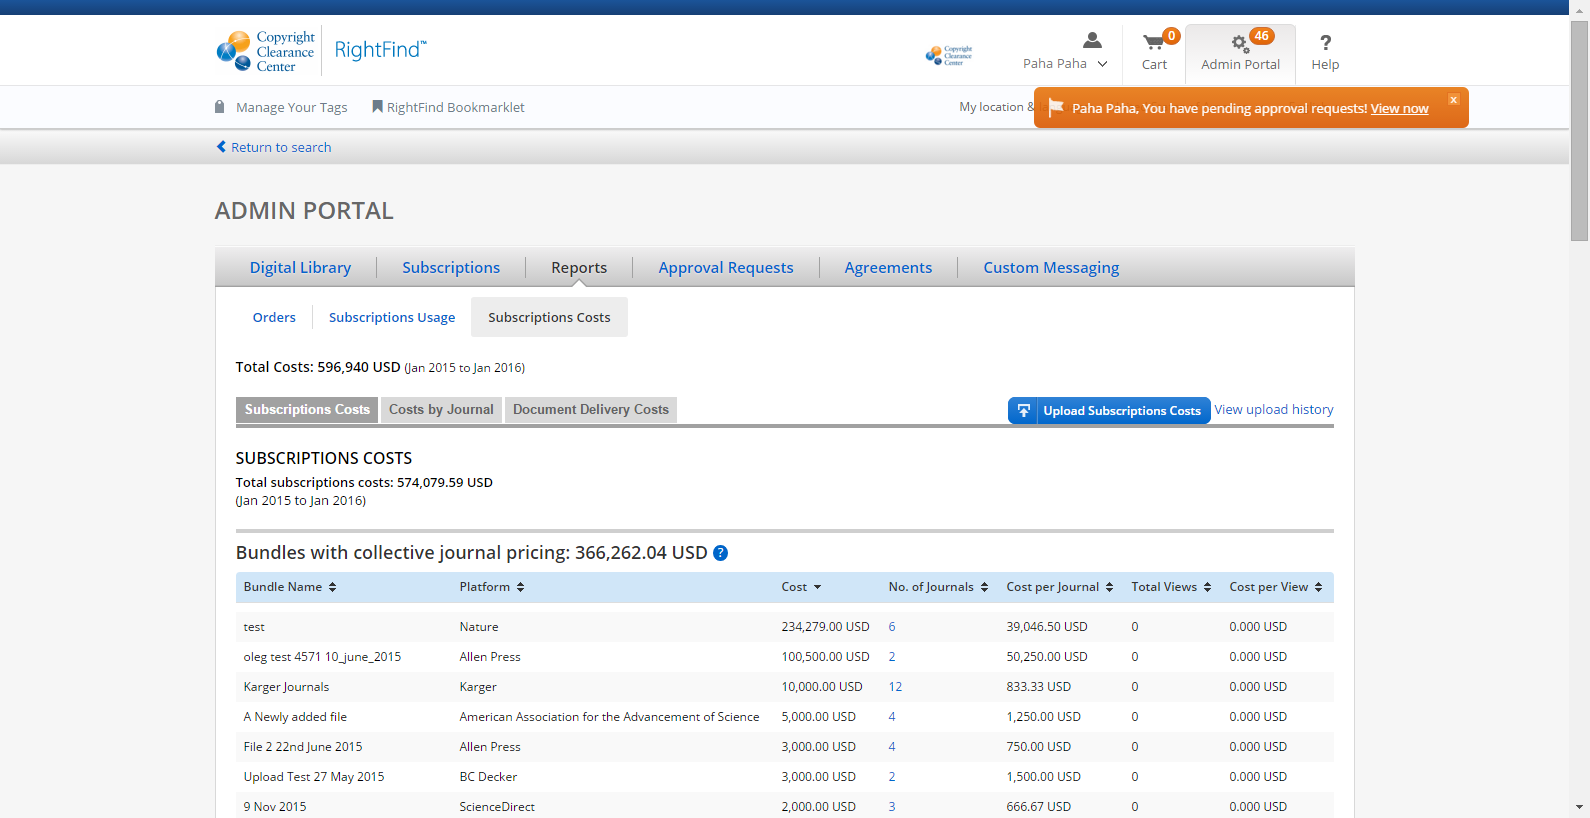 Copyright
Clearance
Center
RightFind™
Copyright
Clearance
Center
Paha Paha
0
Cart
46
Admin Portal
?
Help
Manage Your Tags
RightFind Bookmarklet
My location &
Paha Paha, You have pending approval requests! View now
x
Return to search
ADMIN PORTAL
Digital Library
Subscriptions
Reports
Approval Requests
Agreements
Custom Messaging
Orders
Subscriptions Usage
Subscriptions Costs
Total Costs: 596,940 USD (Jan 2015 to Jan 2016)
Subscriptions Costs
Costs by Journal
Document Delivery Costs
Upload Subscriptions Costs
View upload history
SUBSCRIPTIONS COSTS
Total subscriptions costs: 574,079.59 USD
(Jan 2015 to Jan 2016)
Bundles with collective journal pricing: 366,262.04 USD ?
Bundle Name Platform Cost No. of Journals Cost per Journal Total Views Cost per View
test Nature 234,279.00 USD 6 39,046.50 USD 0 0.000 USD
oleg test 4571 10_june_2015 Allen Press 100,500.00 USD 2 50,250.00 USD 0 0.000 USD
Karger Journals Karger 10,000.00 USD 12 833.33 USD 0 0.000 USD
A Newly added file American Association for the Advancement of Science 5,000.00 USD 4 1,250.00 USD 0 0.000 USD
File 2 22nd June 2015 Allen Press 3,000.00 USD 4 750.00 USD 0 0.000 USD
Upload Test 27 May 2015 BC Decker 3,000.00 USD 2 1,500.00 USD 0 0.000 USD
9 Nov 2015 ScienceDirect 2,000.00 USD 3 666.67 USD 0 0.000 USD